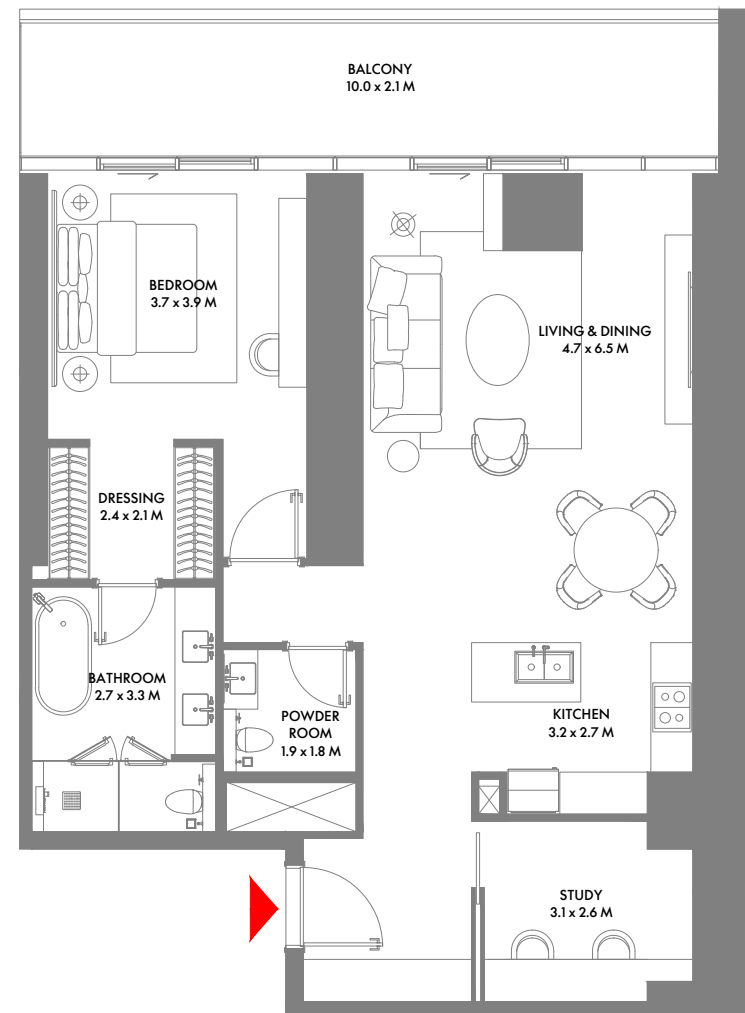 BALCONY
10.0 x 2.1 M
BEDROOM
3.7 x 3.9 M
LIVING & DINING
4.7 x 6.5 M
DRESSING
2.4 x 2.1 M
BATHROOM
2.7 x 3.3 M
POWDER
ROOM
1.9 x 1.8 M
KITCHEN
3.2 x 2.7 M
STUDY
3.1 x 2.6 M